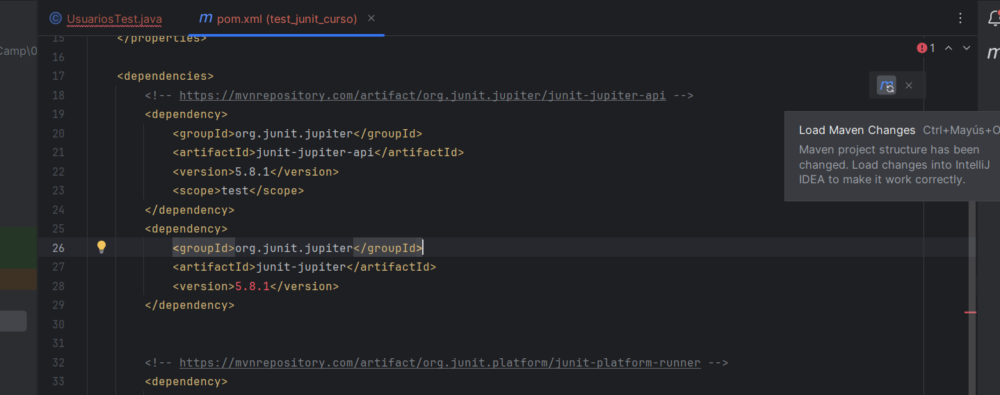 UsuariosTest.java
m pom.xml (test_junit_curso)
Camp\0
15 </properties>
1
16
17 <dependencies>
18 <!-- https://mvnrepository.com/artifact/org.junit.jupiter/junit-jupiter-api -->
19 <dependency>
20 <groupId>org.junit.jupiter</groupId>
21 <artifactId>junit-jupiter-api</artifactId>
22 <version>5.8.1</version>
23 <scope>test</scope>
24 </dependency>
25 <dependency>
26 <groupId>org.junit.jupiter</groupId>
27 <artifactId>junit-jupiter</artifactId>
28 <version>5.8.1</version>
29 </dependency>
30
31
32 <!-- https://mvnrepository.com/artifact/org.junit.platform/junit-platform-runner -->
33 <dependency>
Load Maven Changes Ctrl+Mayús+O
Maven project structure has been
changed. Load changes into IntelliJ
IDEA to make it work correctly.